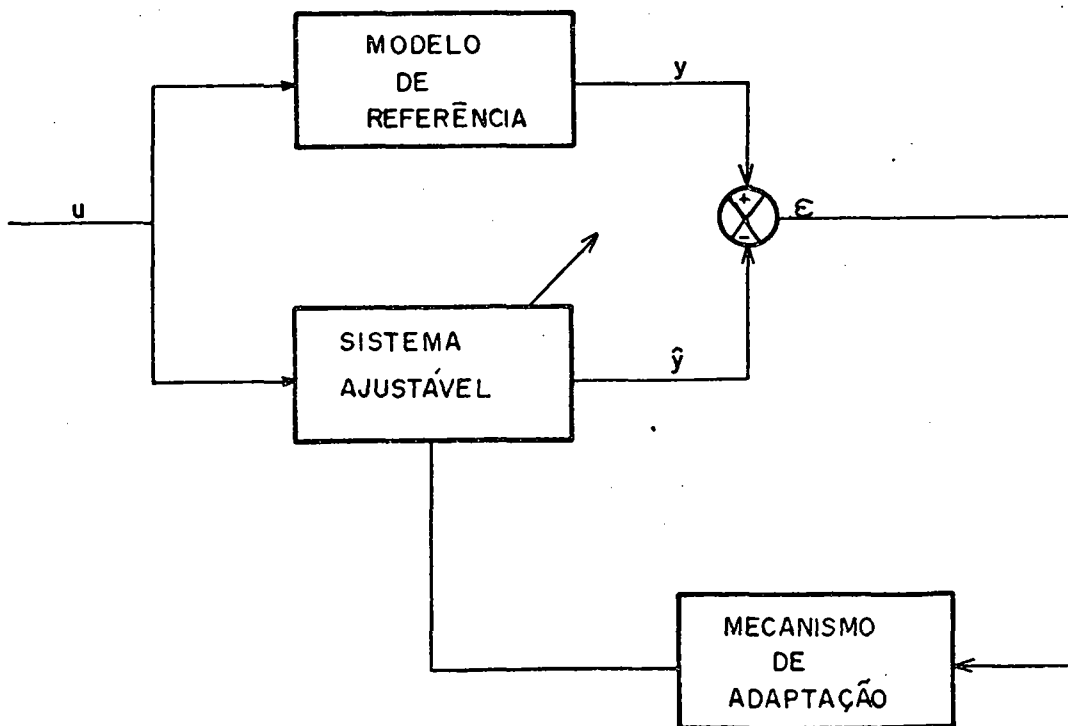 MODELO
DE
REFERÊNCIA
y
u
+
-
ε
SISTEMA
AJUSTÁVEL
ŷ
MECANISMO
DE
ADAPTAÇÃO